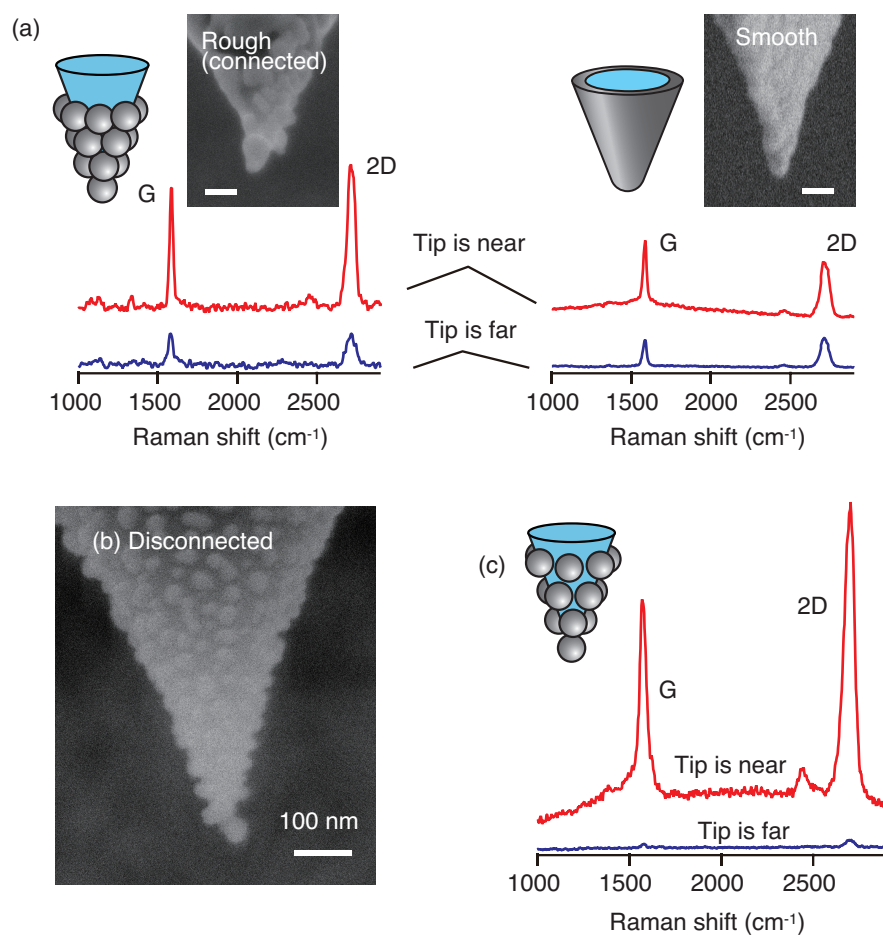 (a)
Rough
(connected)
Smooth
G
2D
G
2D
Tip is near
Tip is far
1000 1500 2000 2500
Raman shift (cm-1)
1000 1500 2000 2500
Raman shift (cm-1)
(b) Disconnected
100 nm
(c)
2D
G
Tip is near
Tip is far
1000 1500 2000 2500
Raman shift (cm-1)